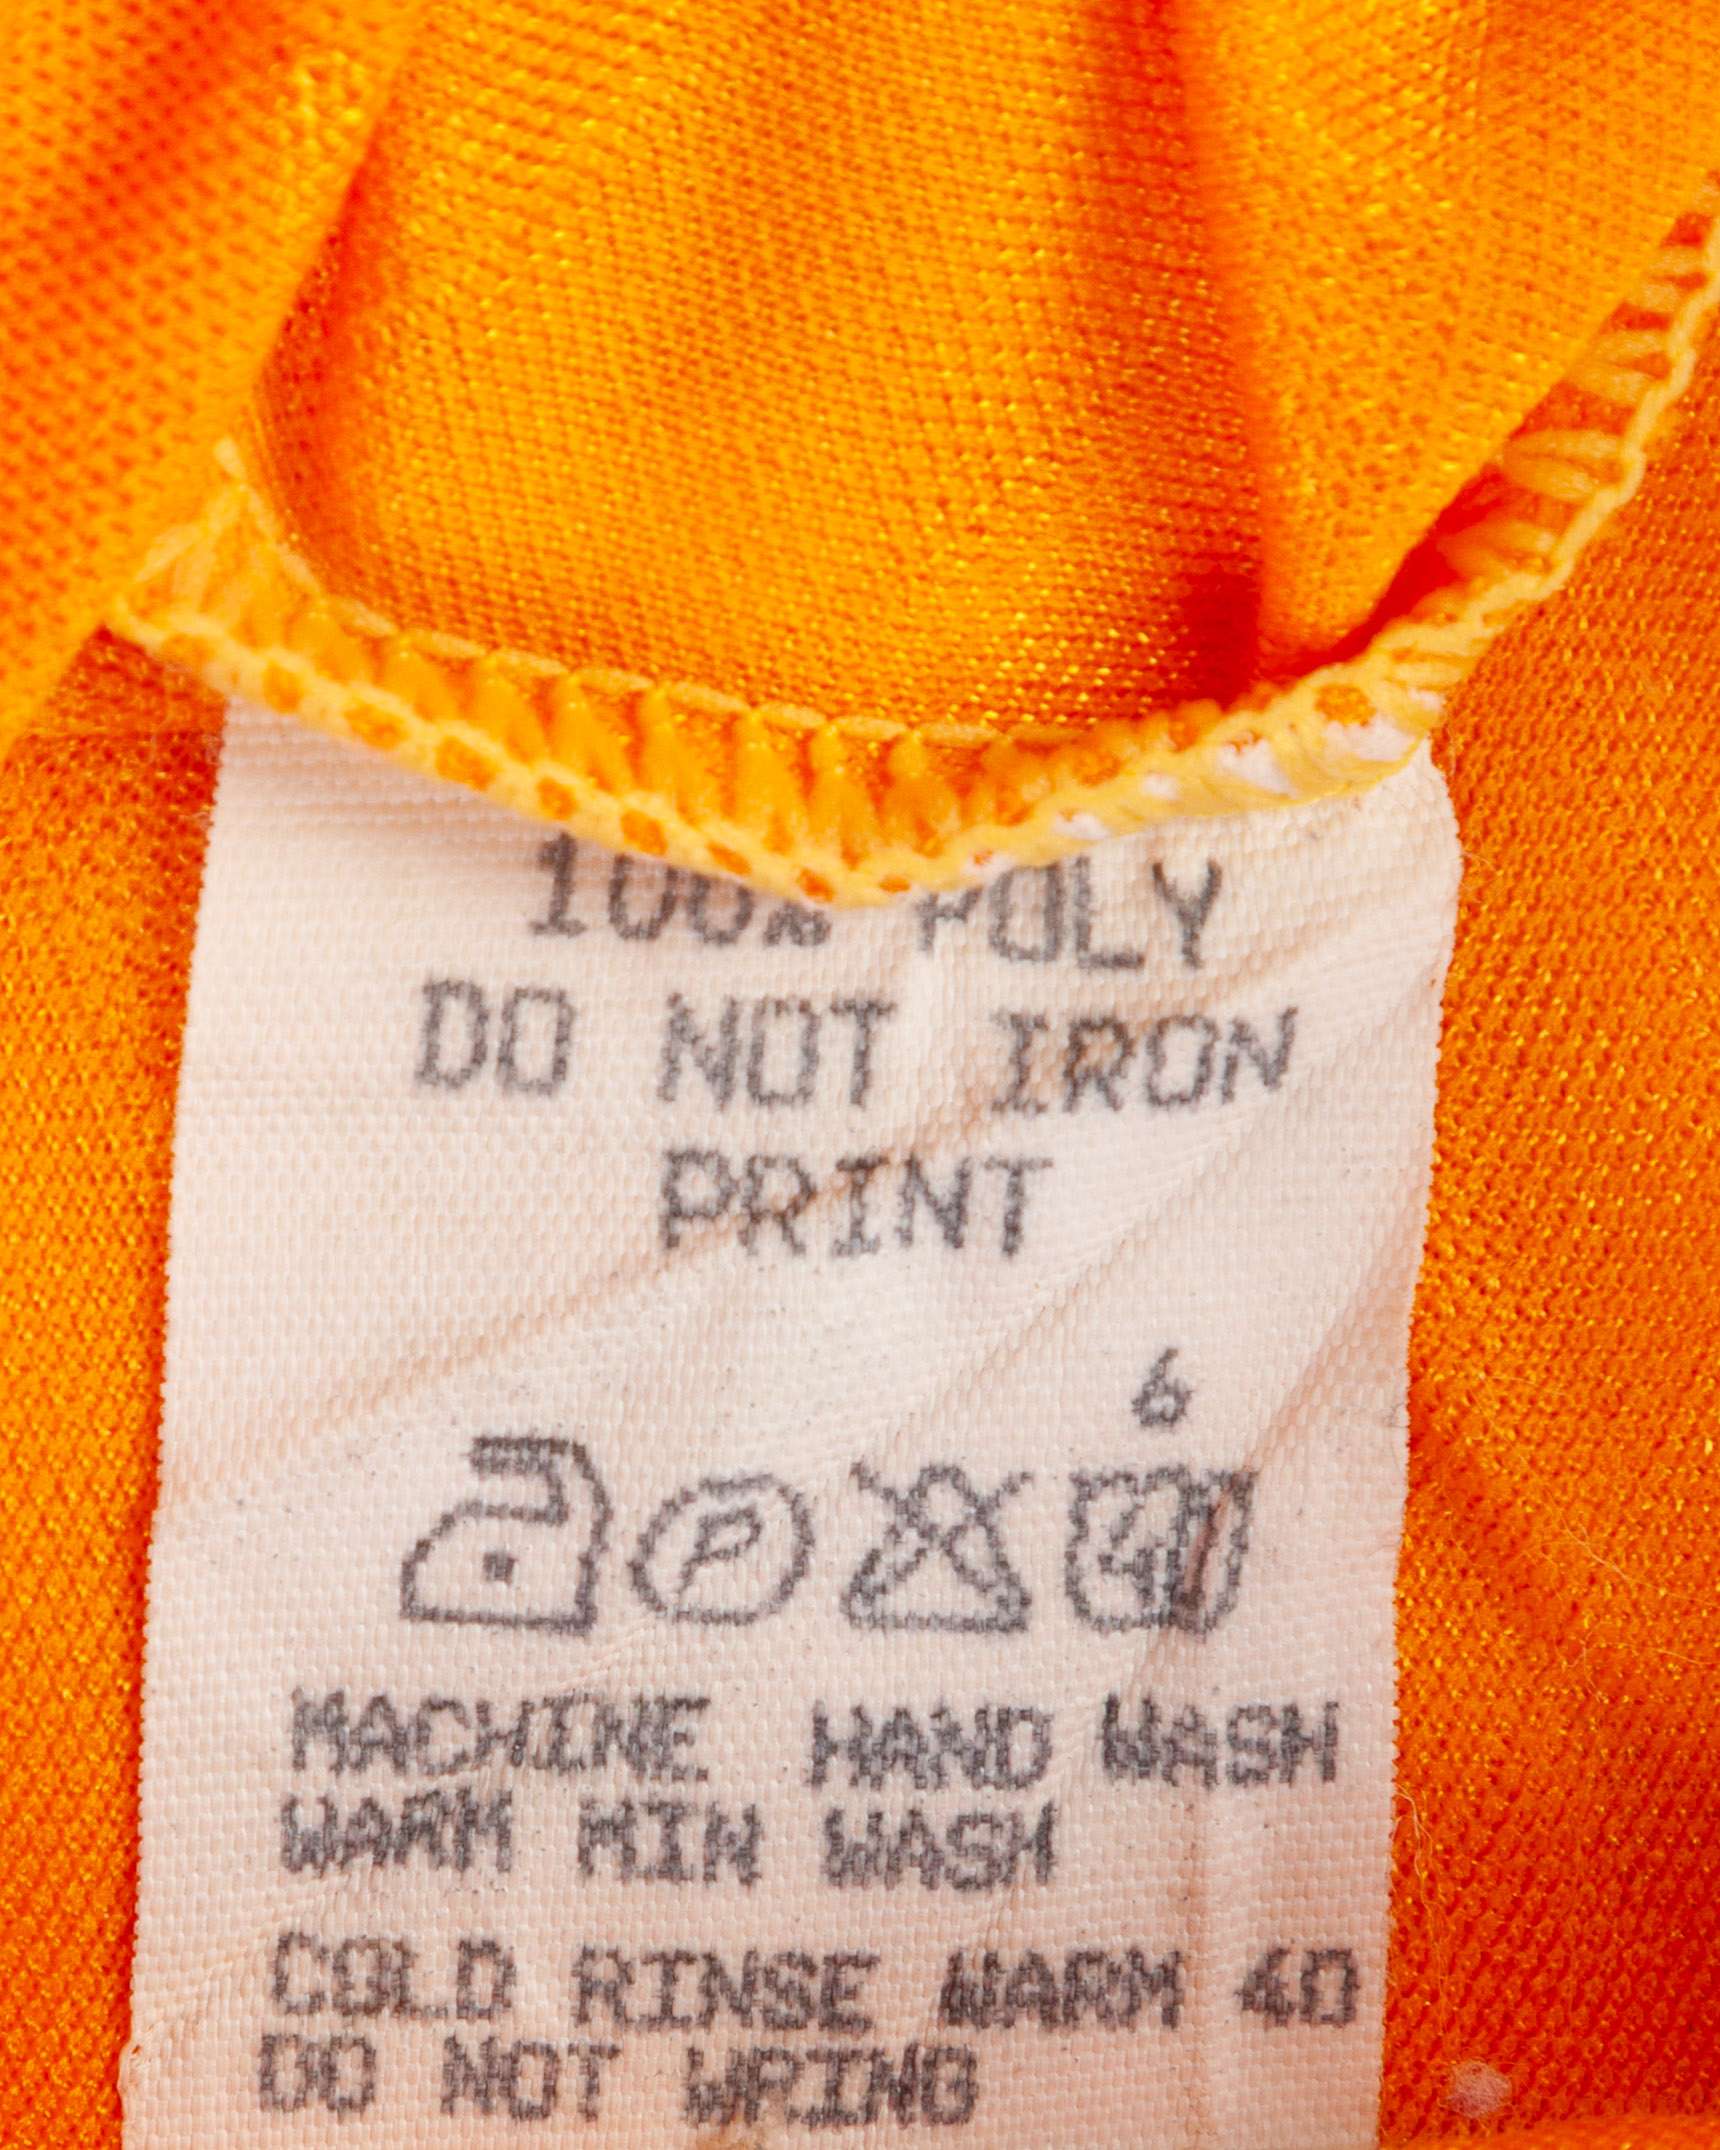 100% POLY
DO NOT IRON
PRINT
6
P 40
MACHINE HAND WASH
WARM MIN WASH
COLD RINSE WARM 40
DO NOT WRING